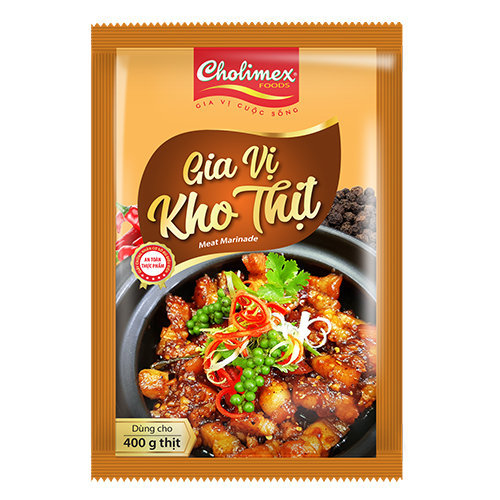 Cholimex®
FOODS
GIA VỊ CUỘC SỐNG
Gia Vị
Kho Thịt
Meat Marinade
AN TOÀN
THỰC PHẨM
Dùng cho
400 g thịt